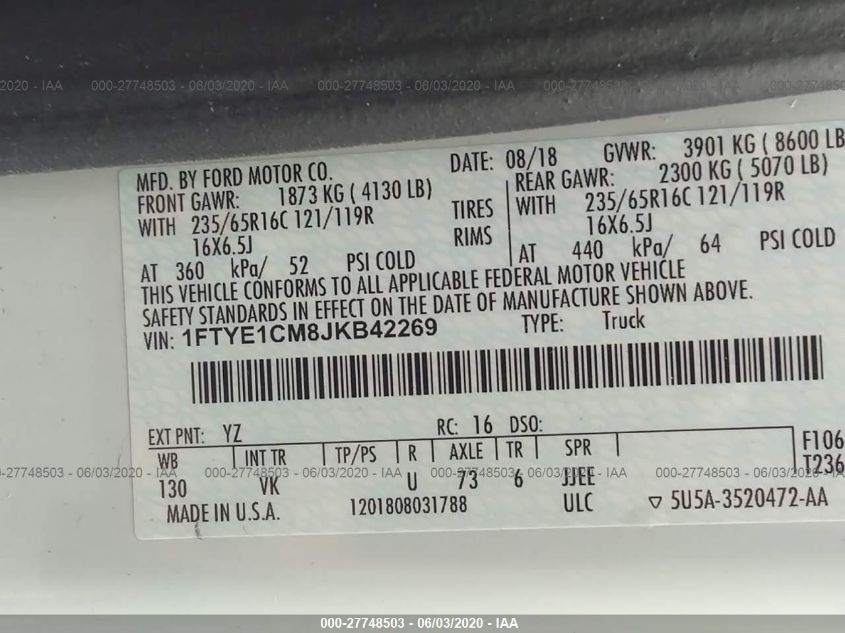 000-27748503 - 06/03/2020 - IAA
MFD. BY FORD MOTOR CO. DATE: 08/18 GVWR: 3901 KG ( 8600 LB
FRONT GAWR: 1873 KG ( 4130 LB) REAR GAWR: 2300 KG ( 5070 LB)
WITH 235/65R16C 121/119R TIRES WITH 235/65R16C 121/119R
16X6.5J RIMS 16X6.5J
AT 360 kPa/ 52 PSI COLD AT 440 kPa/ 64 PSI COLD
THIS VEHICLE CONFORMS TO ALL APPLICABLE FEDERAL MOTOR VEHICLE
SAFETY STANDARDS IN EFFECT ON THE DATE OF MANUFACTURE SHOWN ABOVE.
VIN: 1FTYE1CM8JKB42269 TYPE: Truck
EXT PNT: YZ RC: 16 DSO:
WB INT TR TP/PS R AXLE TR SPR F106
T236
000-27748503 - 06/03/2020 - IAA
130 VK U 73 6 JJEE
MADE IN U.S.A. 1201808031788 ULC 5U5A-3520472-AA
000-27748503 - 06/03/2020 - IAA